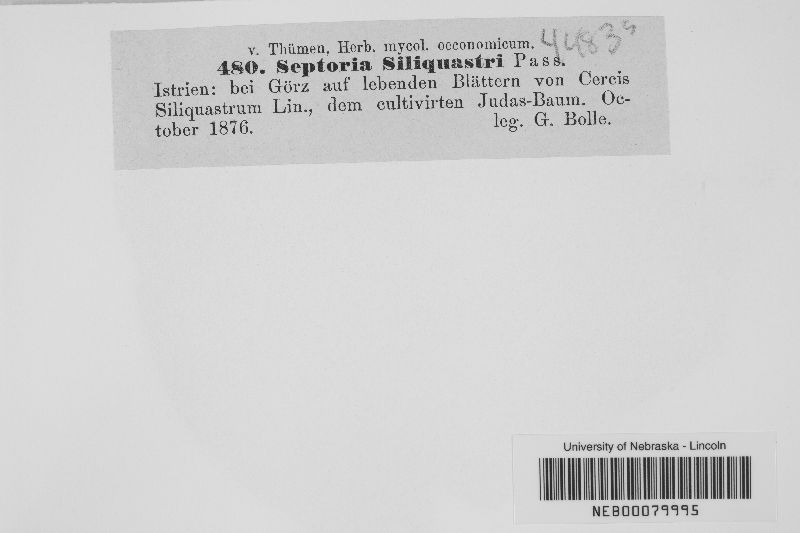 v. Thümen, Herb. mycol. oeconomicum.
480. Septoria Siliquastri Pass.
Istrien: bei Görz auf lebenden Blättern von Cercis
Siliquastrum Lin., dem cultivirten Judas-Baum. Oc-
tober 1876. leg. G. Bolle.
University of Nebraska - Lincoln
NEB00079995